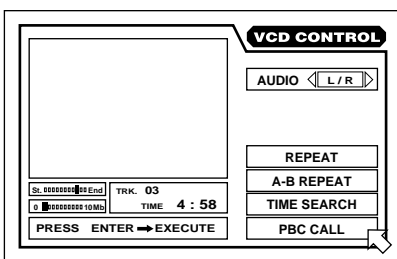 VCD CONTROL
AUDIO L / R
REPEAT
A-B REPEAT
TIME SEARCH
PBC CALL
St. End
0 10Mb
TRK. 03
TIME 4 : 58
PRESS ENTER ➡ EXECUTE